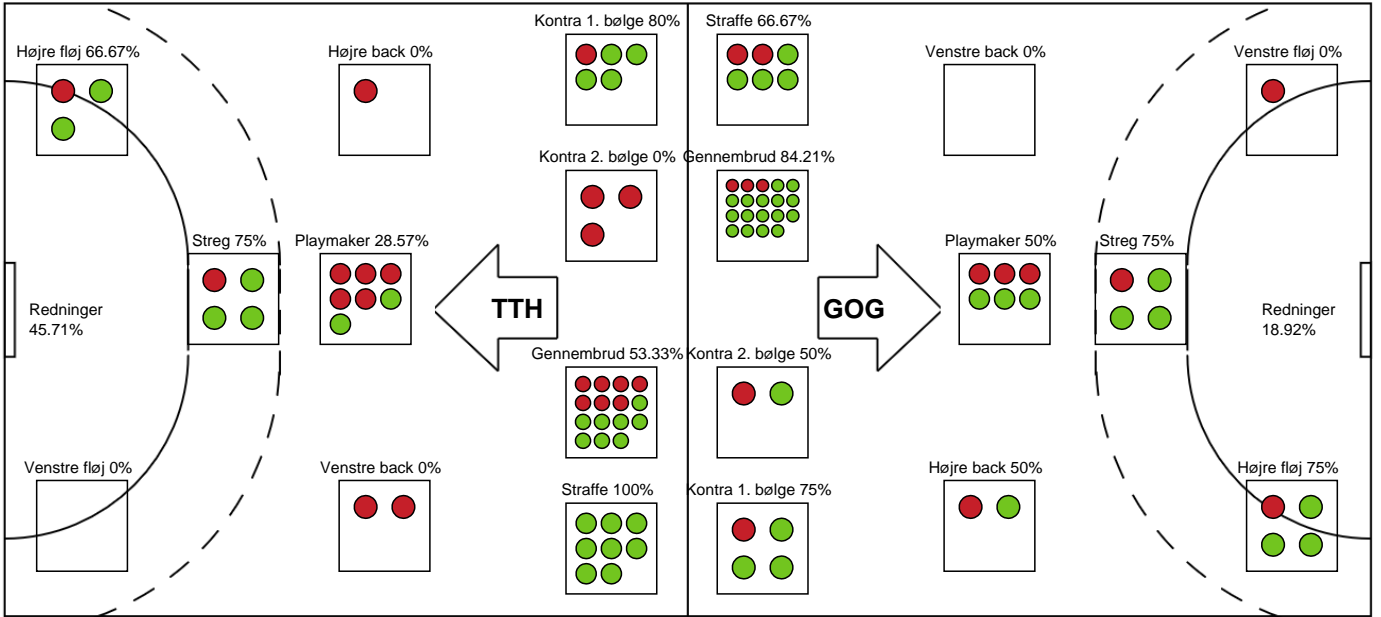 Kontra 1. bølge 80%
Straffe 66.67%
Højre fløj 66.67%
Højre back 0%
Venstre back 0%
Venstre fløj 0%
Kontra 2. bølge 0%
Gennembrud 84.21%
Streg 75%
Playmaker 28.57%
Playmaker 50%
Streg 75%
Redninger
45.71%
TTH
GOG
Redninger
18.92%
Gennembrud 53.33%
Kontra 2. bølge 50%
Venstre fløj 0%
Venstre back 0%
Højre back 50%
Højre fløj 75%
Straffe 100%
Kontra 1. bølge 75%